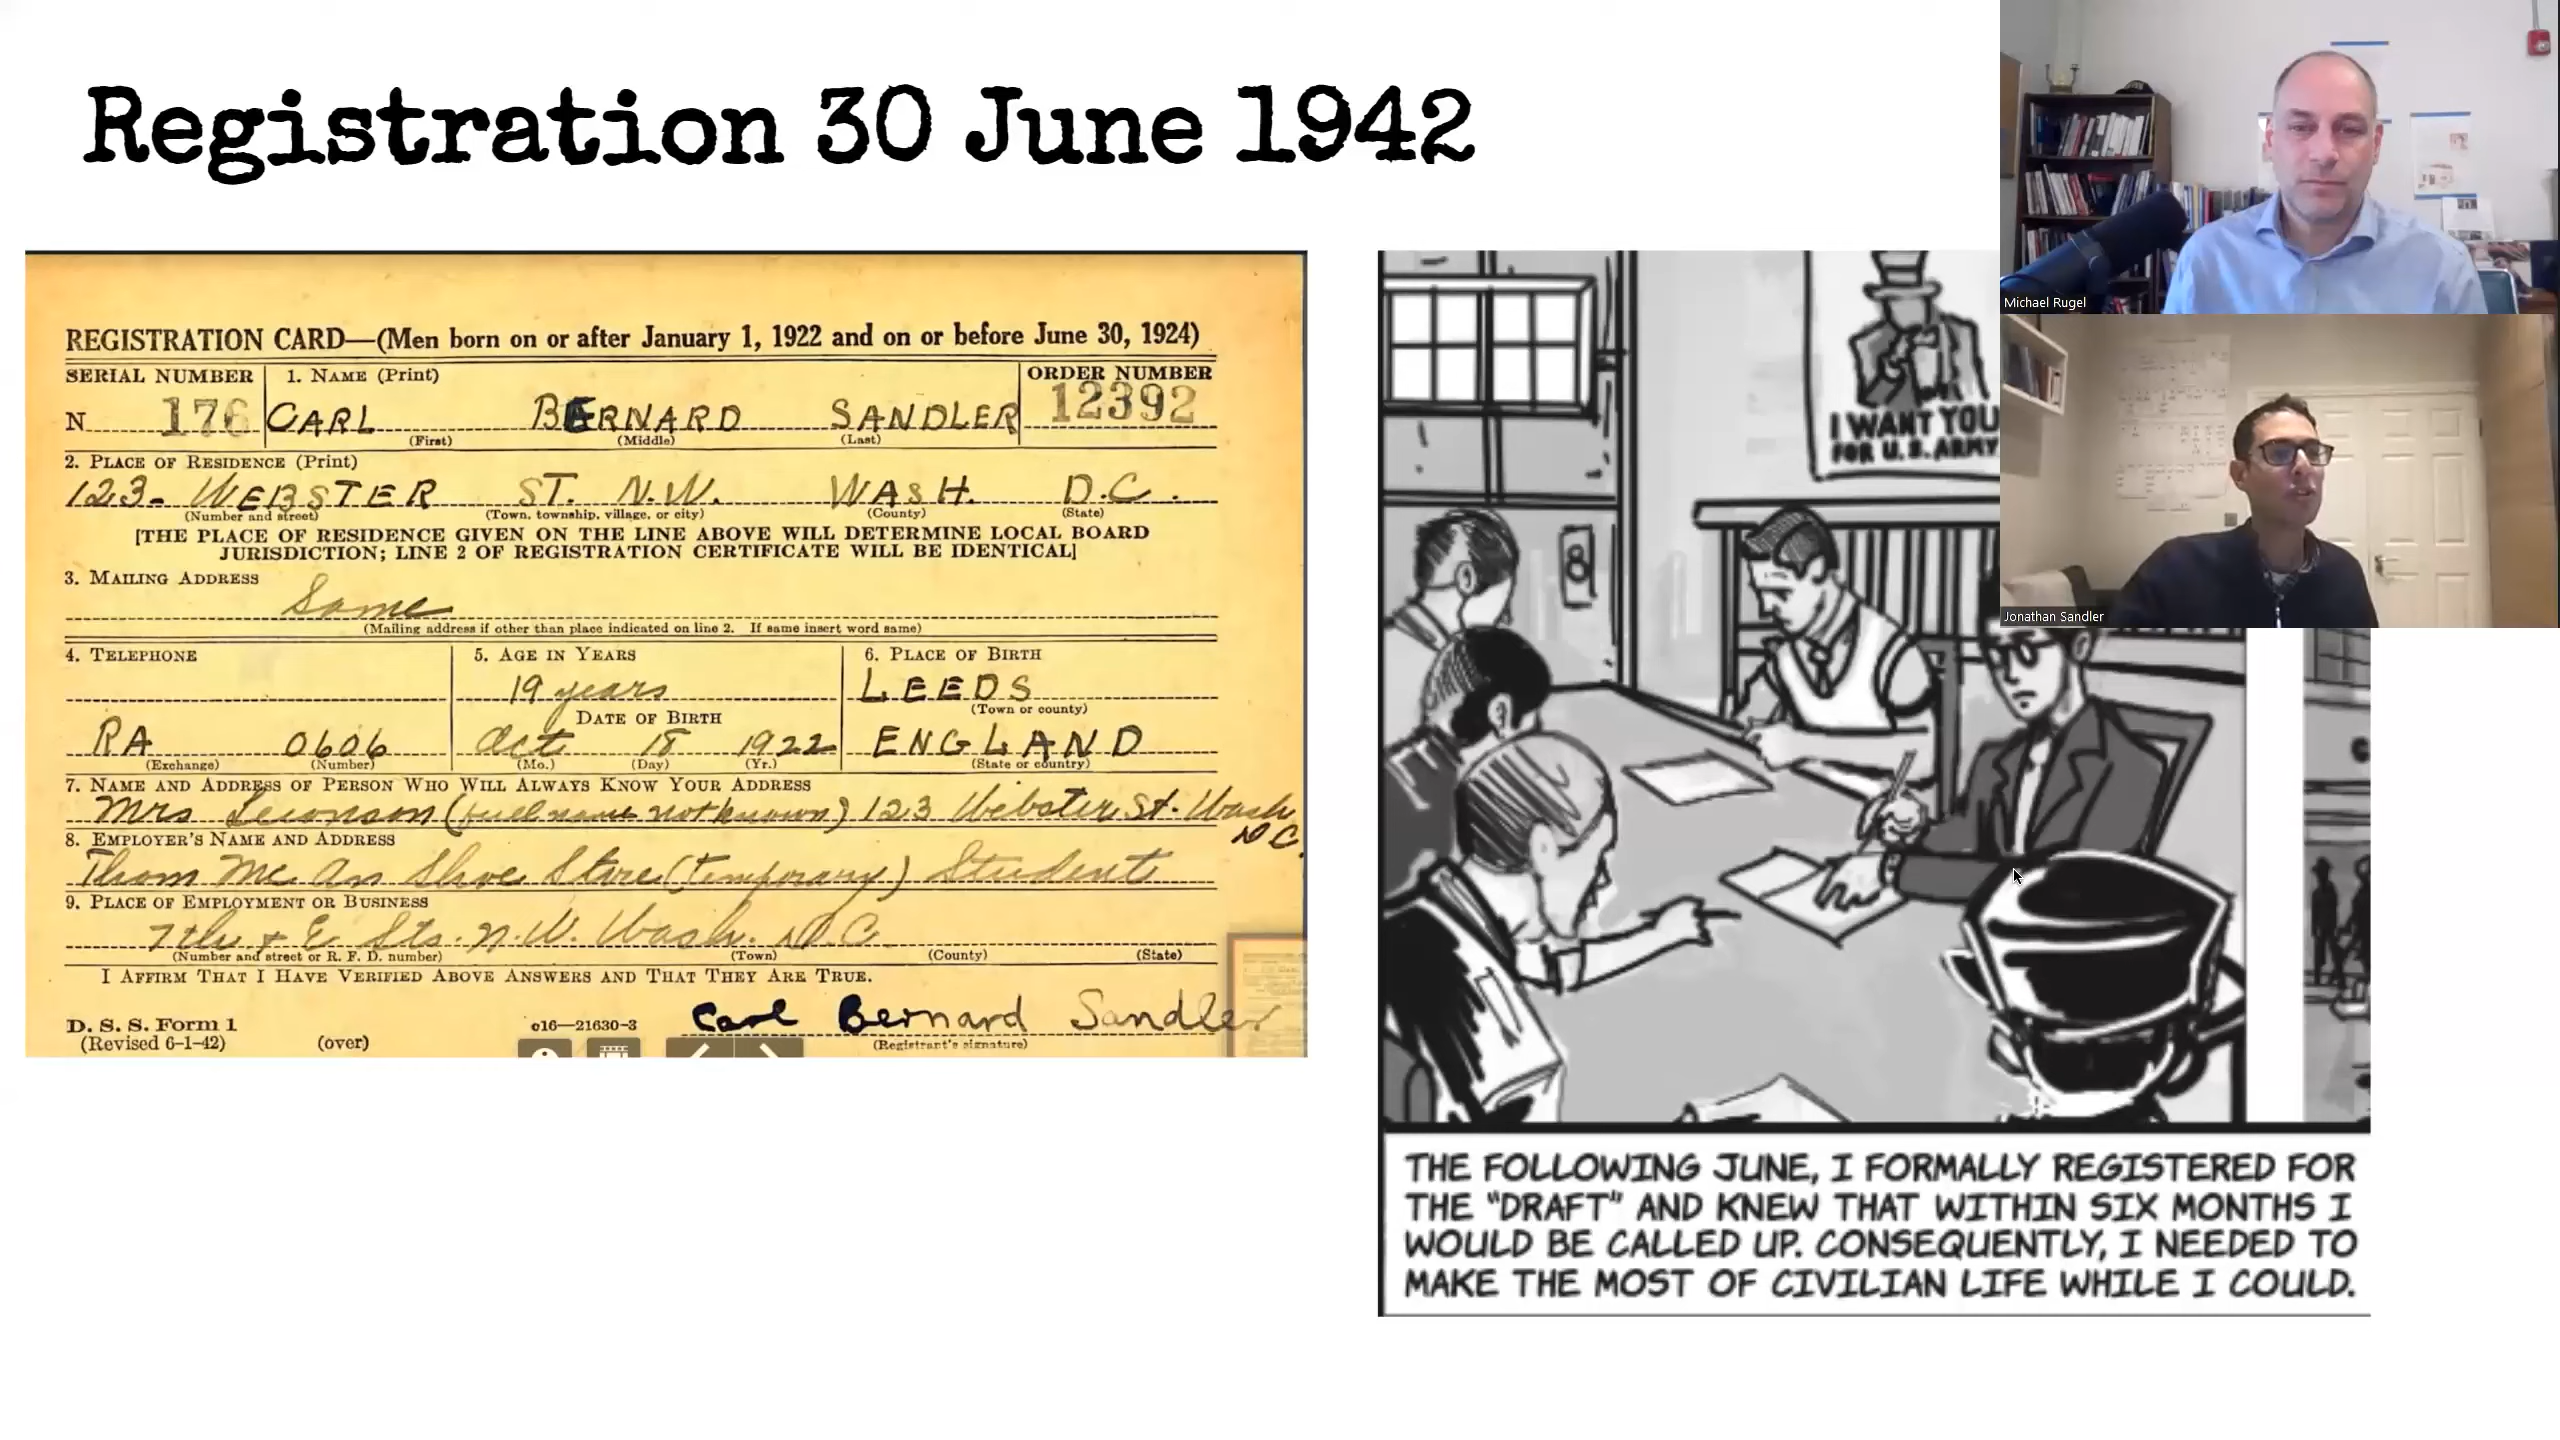 Registration 30 June 1942
REGISTRATION CARD—(Men born on or after January 1, 1922 and on or before June 30, 1924)
SERIAL NUMBER 1. NAME (Print) ORDER NUMBER
N 176 CARL BERNARD SANDLER 12392
(First) (Middle) (Last)
2. PLACE OF RESIDENCE (Print)
123- WEBSTER ST. N.W. WASH. D.C.
(Number and street) (Town, township, village, or city) (County) (State)
[THE PLACE OF RESIDENCE GIVEN ON THE LINE ABOVE WILL DETERMINE LOCAL BOARD
JURISDICTION; LINE 2 OF REGISTRATION CERTIFICATE WILL BE IDENTICAL]
3. MAILING ADDRESS
Same
(Mailing address if other than place indicated on line 2. If same insert word same)
4. TELEPHONE 5. AGE IN YEARS 6. PLACE OF BIRTH
19 years LEEDS
DATE OF BIRTH (Town or county)
RA 0606 Oct 18 1922 ENGLAND
(Exchange) (Number) (Mo.) (Day) (Yr.) (State or country)
7. NAME AND ADDRESS OF PERSON WHO WILL ALWAYS KNOW YOUR ADDRESS
Mrs (full name not known) 123 Webster St. Wash
D.C.
8. EMPLOYER'S NAME AND ADDRESS
Thom Mc An Shoe Store (temporary) Student
9. PLACE OF EMPLOYMENT OR BUSINESS
7th & E Sts. N.W. Wash. D.C.
(Number and street or R. F. D. number) (Town) (County) (State)
I AFFIRM THAT I HAVE VERIFIED ABOVE ANSWERS AND THAT THEY ARE TRUE.
D. S. S. Form 1 c16—21630-3 Carl Bernard Sandler
(Revised 6-1-42) (over) (Registrant's signature)
I WANT YOU
FOR U.S. ARMY
8
THE FOLLOWING JUNE, I FORMALLY REGISTERED FOR
THE "DRAFT" AND KNEW THAT WITHIN SIX MONTHS I
WOULD BE CALLED UP. CONSEQUENTLY, I NEEDED TO
MAKE THE MOST OF CIVILIAN LIFE WHILE I COULD.
Michael Rugel
Jonathan Sandler